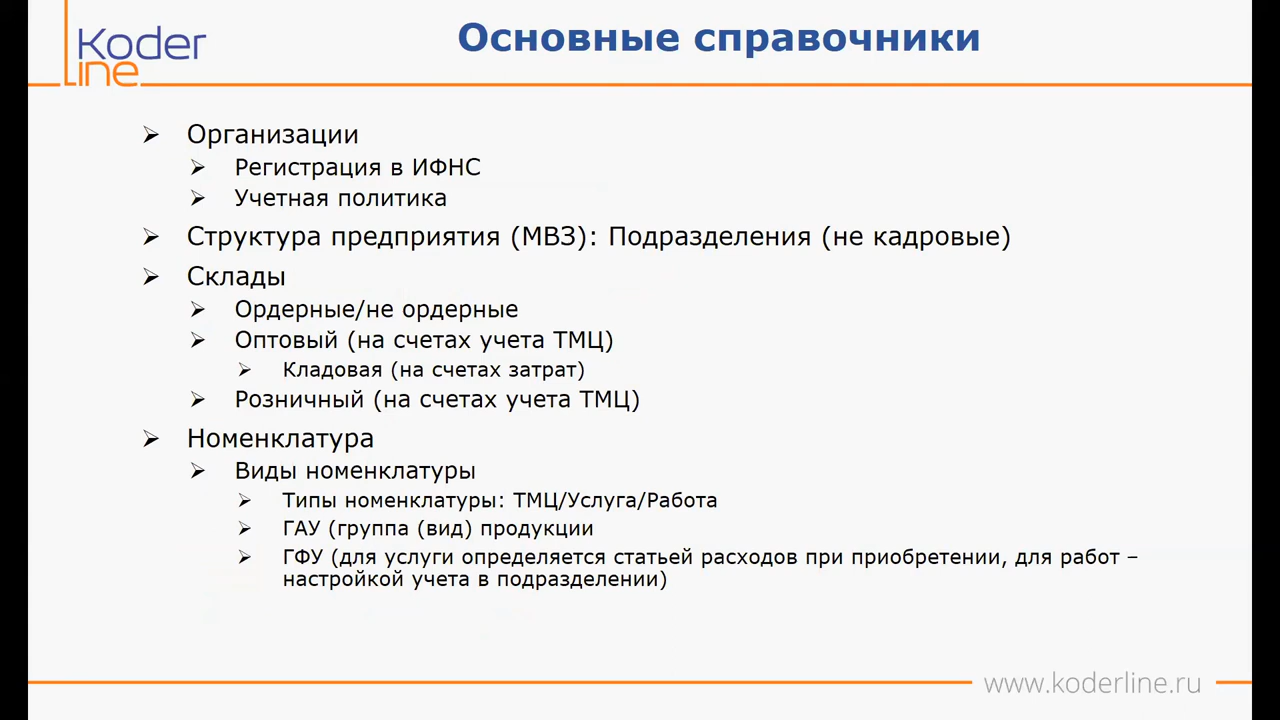 Koder
line
Основные справочники
Организации
Регистрация в ИФНС
Учетная политика
Структура предприятия (МВЗ): Подразделения (не кадровые)
Склады
Ордерные/не ордерные
Оптовый (на счетах учета ТМЦ)
Кладовая (на счетах затрат)
Розничный (на счетах учета ТМЦ)
Номенклатура
Виды номенклатуры
Типы номенклатуры: ТМЦ/Услуга/Работа
ГАУ (группа (вид) продукции
ГФУ (для услуги определяется статьей расходов при приобретении, для работ –
настройкой учета в подразделении)
www.koderline.ru